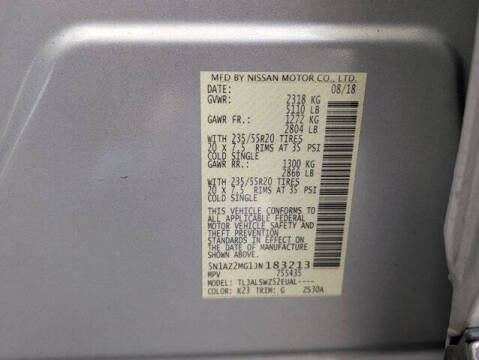 MFD BY NISSAN MOTOR CO., LTD.
DATE: 08/18
GVWR: 2318 KG
5110 LB
GAWR FR.: 1272 KG
2804 LB
WITH 235/55R20 TIRES
20 x 7.5 RIMS AT 35 PSI
COLD SINGLE
GAWR RR.: 1300 KG
2866 LB
WITH 235/55R20 TIRES
20 x 7.5 RIMS AT 35 PSI
COLD SINGLE
THIS VEHICLE CONFORMS TO
ALL APPLICABLE FEDERAL
MOTOR VEHICLE SAFETY
AND THEFT PREVENTION
STANDARDS IN EFFECT ON
THE DATE OF MANUFACTURE
SHOWN ABOVE.
5N1AZ2MG1JN183213
MPV 755435
MODEL: TLJALSWZ52EUAL----
COLOR: K23 TRIM: G ZS30A